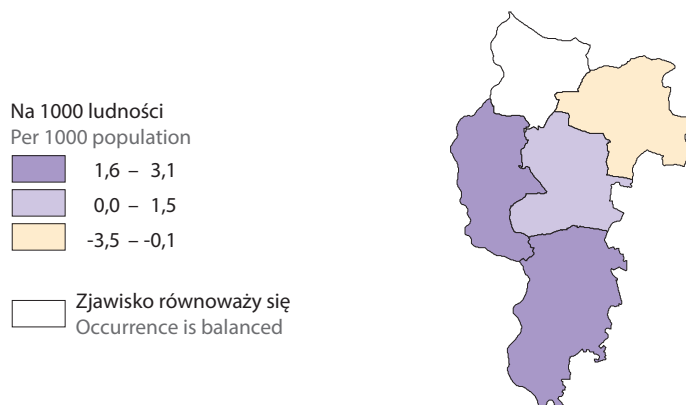 Na 1000 ludności
Per 1000 population
1,6 – 3,1
0,0 – 1,5
-3,5 – -0,1
Zjawisko równoważy się
Occurrence is balanced